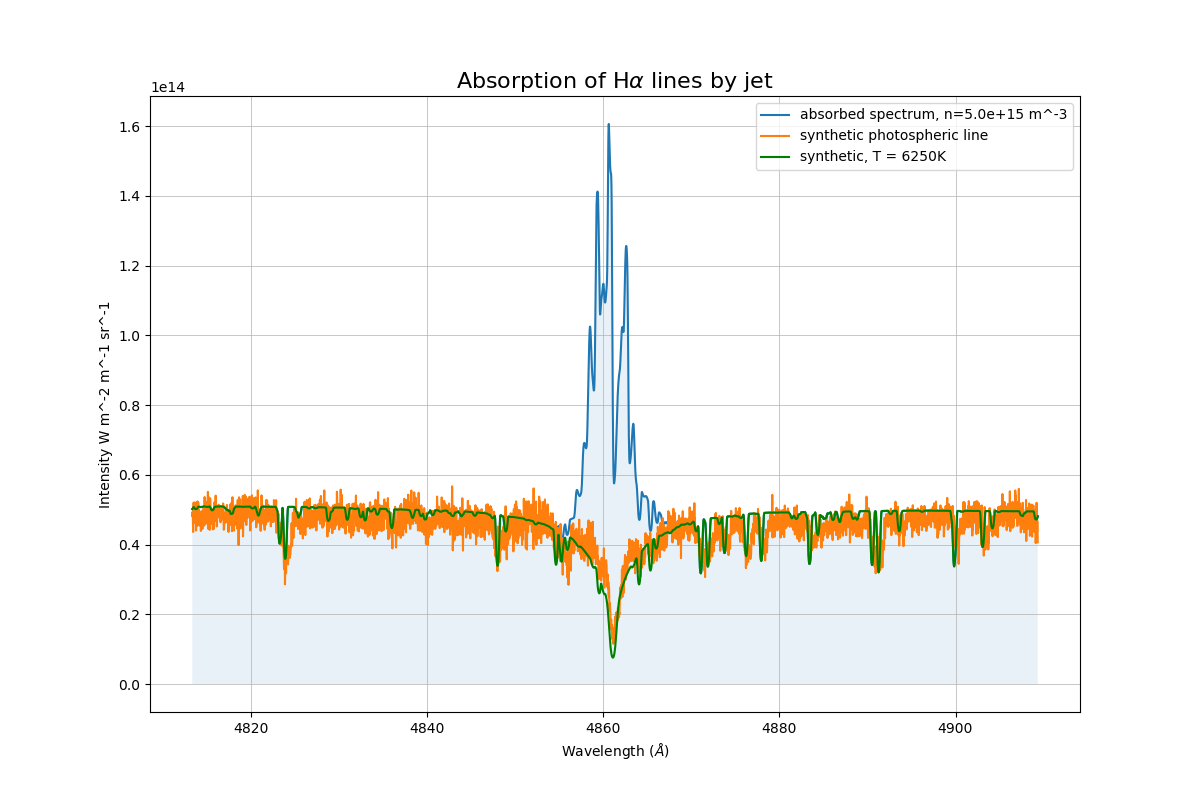 Absorption of Hα lines by jet
1e14
absorbed spectrum, n=5.0e+15 m^-3
synthetic photospheric line
synthetic, T = 6250K
1.6
1.4
1.2
1.0
0.8
0.6
0.4
0.2
0.0
Intensity W m^-2 m^-1 sr^-1
4820 4840 4860 4880 4900
Wavelength (Å)